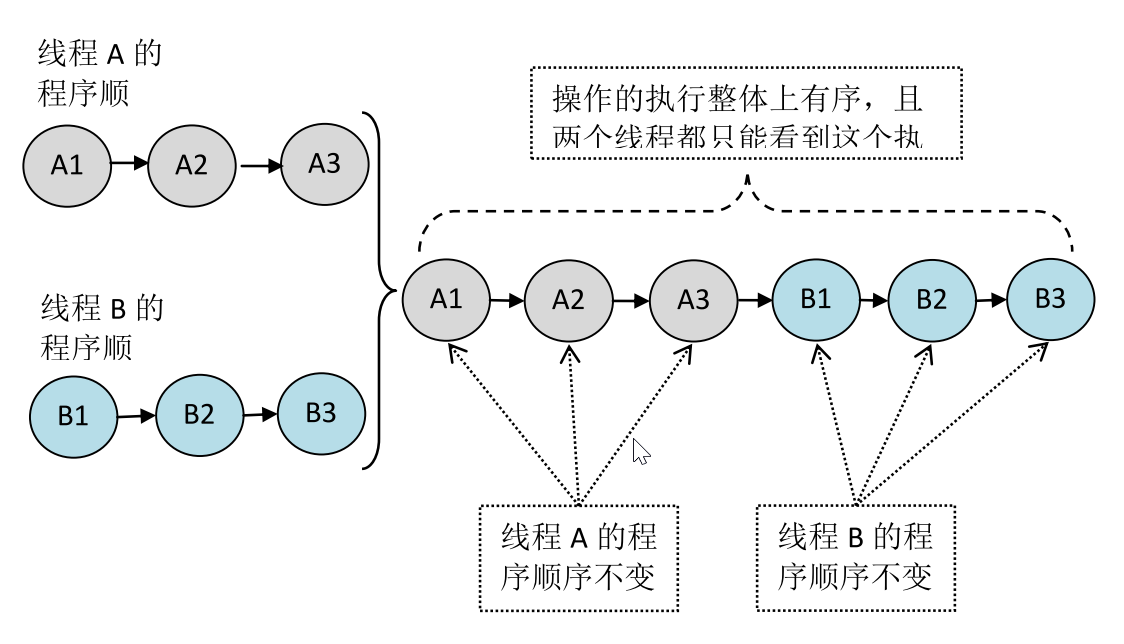 线程 A 的
程序顺
A1
A2
A3
操作的执行整体上有序，且
两个线程都只能看到这个执
A1
A2
A3
B1
B2
B3
线程 B 的
程序顺
B1
B2
B3
线程 A 的程
序顺序不变
线程 B 的程
序顺序不变